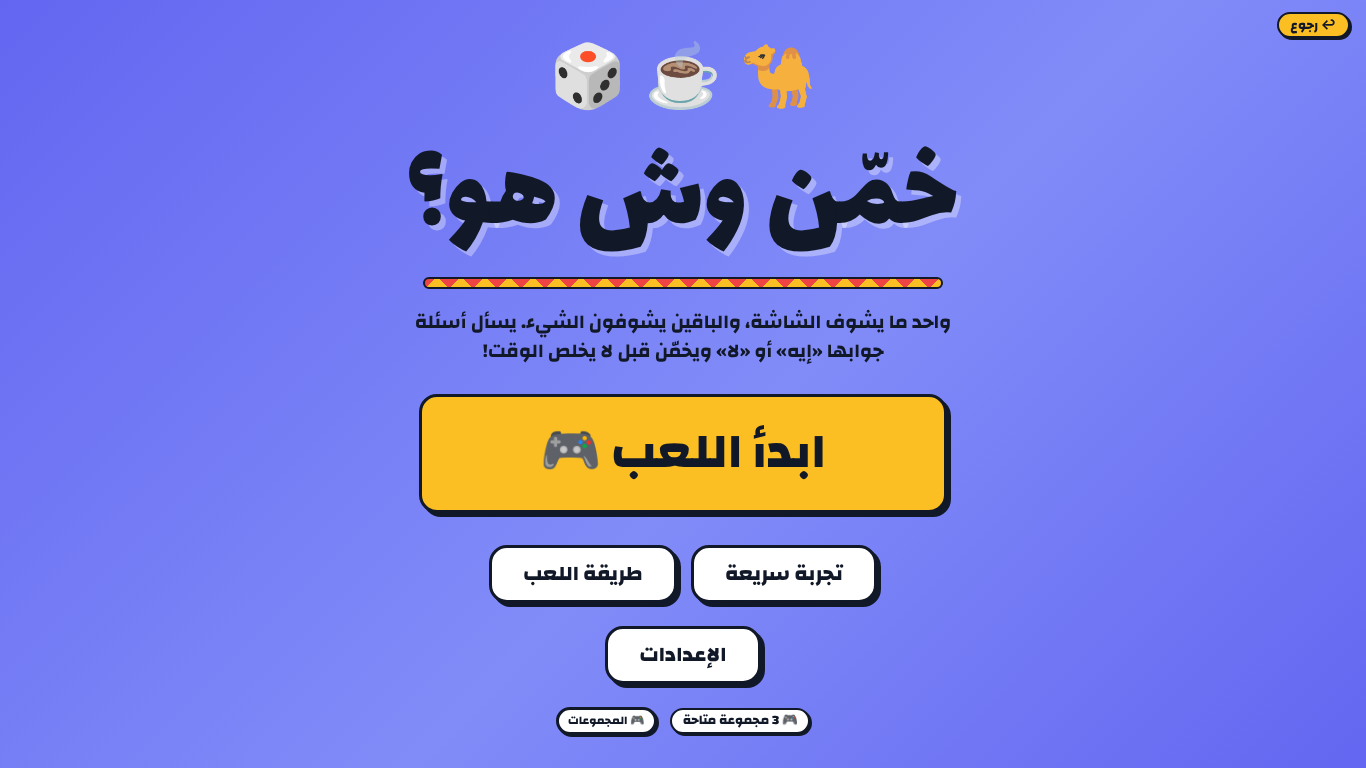 ↩ رجوع
خمّن وش هو؟
واحد ما يشوف الشاشة، والباقين يشوفون الشيء. يسأل أسئلة
جوابها «إيه» أو «لا» ويخمّن قبل لا يخلص الوقت!
ابدأ اللعب 🎮
تجربة سريعة
طريقة اللعب
الإعدادات
🎮 3 مجموعة متاحة
🎮 المجموعات